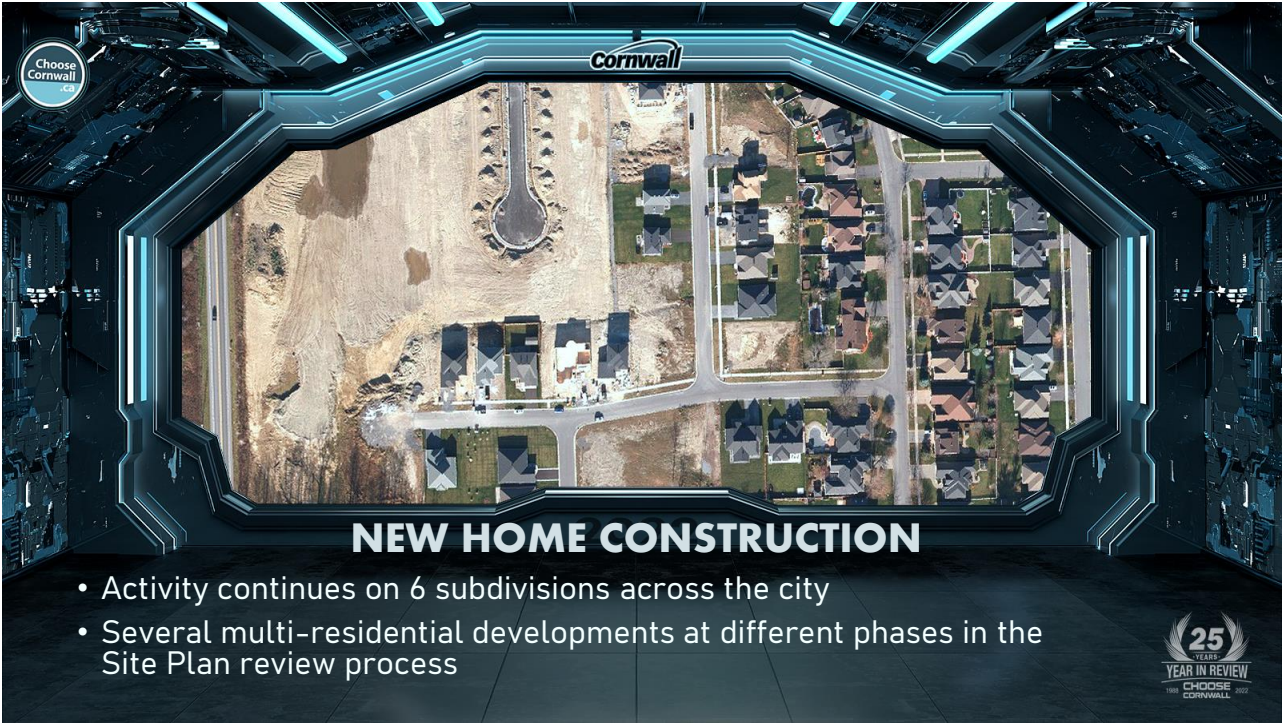 Choose
Cornwall
.ca
Cornwall
NEW HOME CONSTRUCTION
• Activity continues on 6 subdivisions across the city
• Several multi-residential developments at different phases in the
Site Plan review process
25
-YEARS-
YEAR IN REVIEW
CHOOSE
CORNWALL
2022